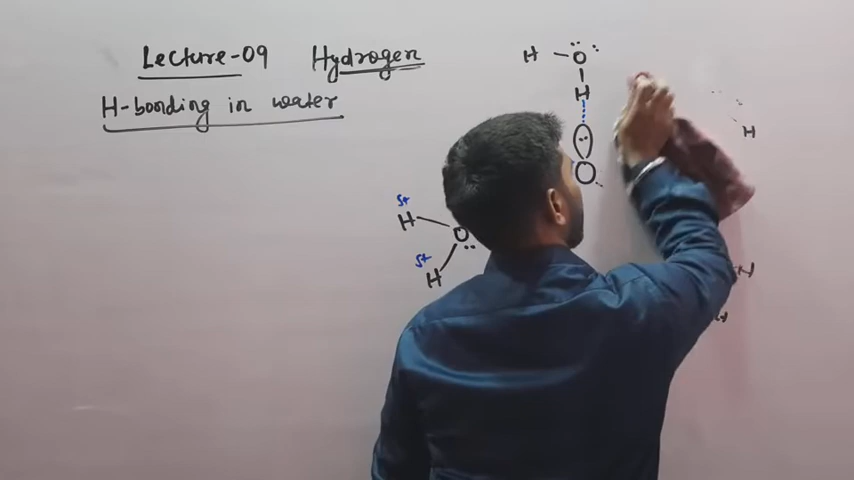 Lecture-09 Hydrogen
H-bonding in water
H – O
H
H
O
δ+
H
O
δ+
H
H